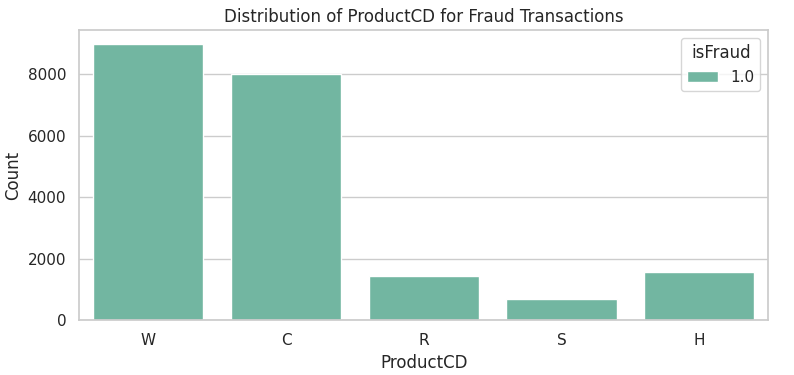 Distribution of ProductCD for Fraud Transactions
isFraud
1.0
Count
8000
6000
4000
2000
0
W C R S H
ProductCD